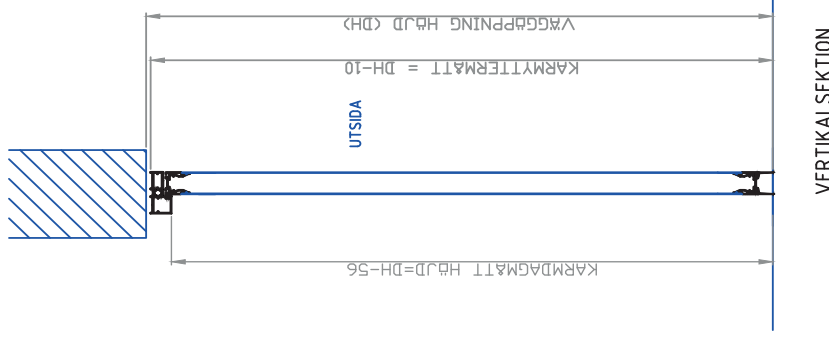 VÄGGÖPPNING HÖJD (DH)
KARMYTTERMÅTT = DH-10
UTSIDA
KARMDAGMÅTT HÖJD=DH-56
VERTIKALSEKTION